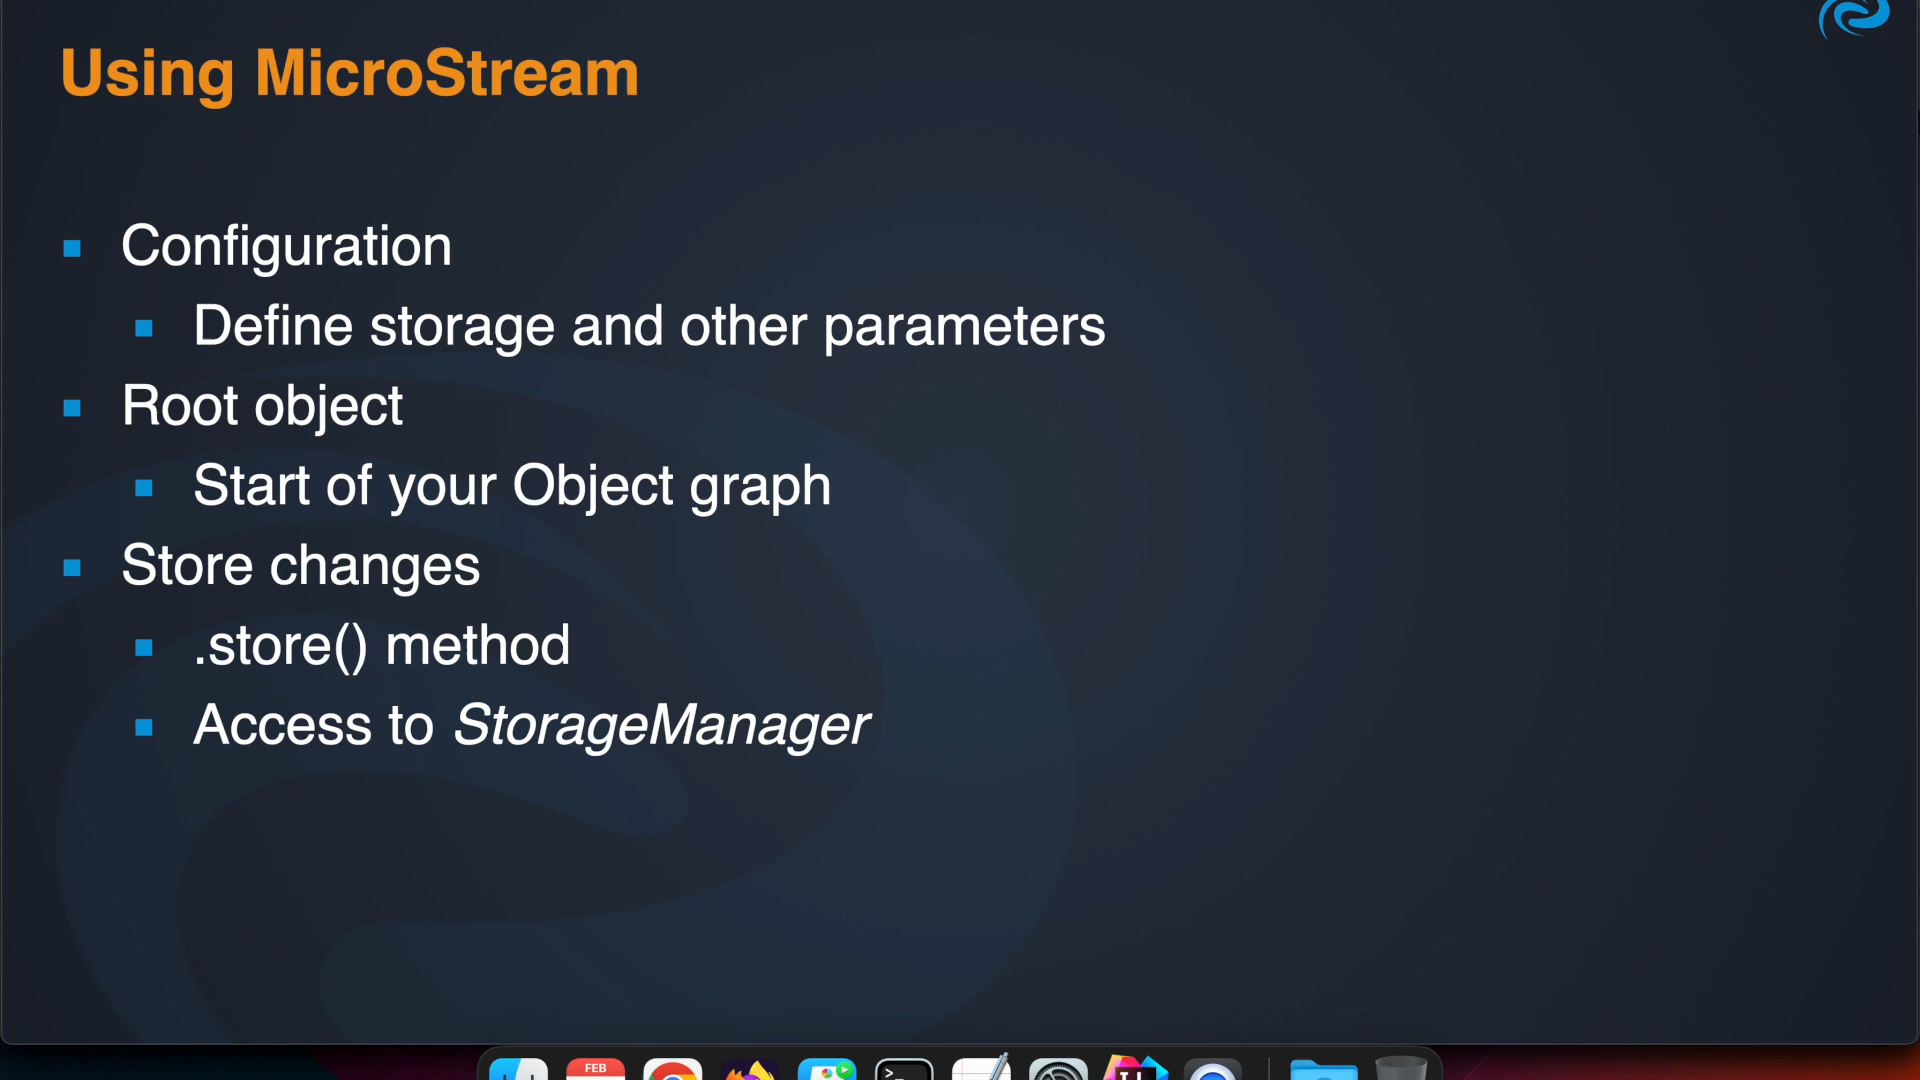 Using MicroStream
Configuration
Define storage and other parameters
Root object
Start of your Object graph
Store changes
.store() method
Access to StorageManager
FEB